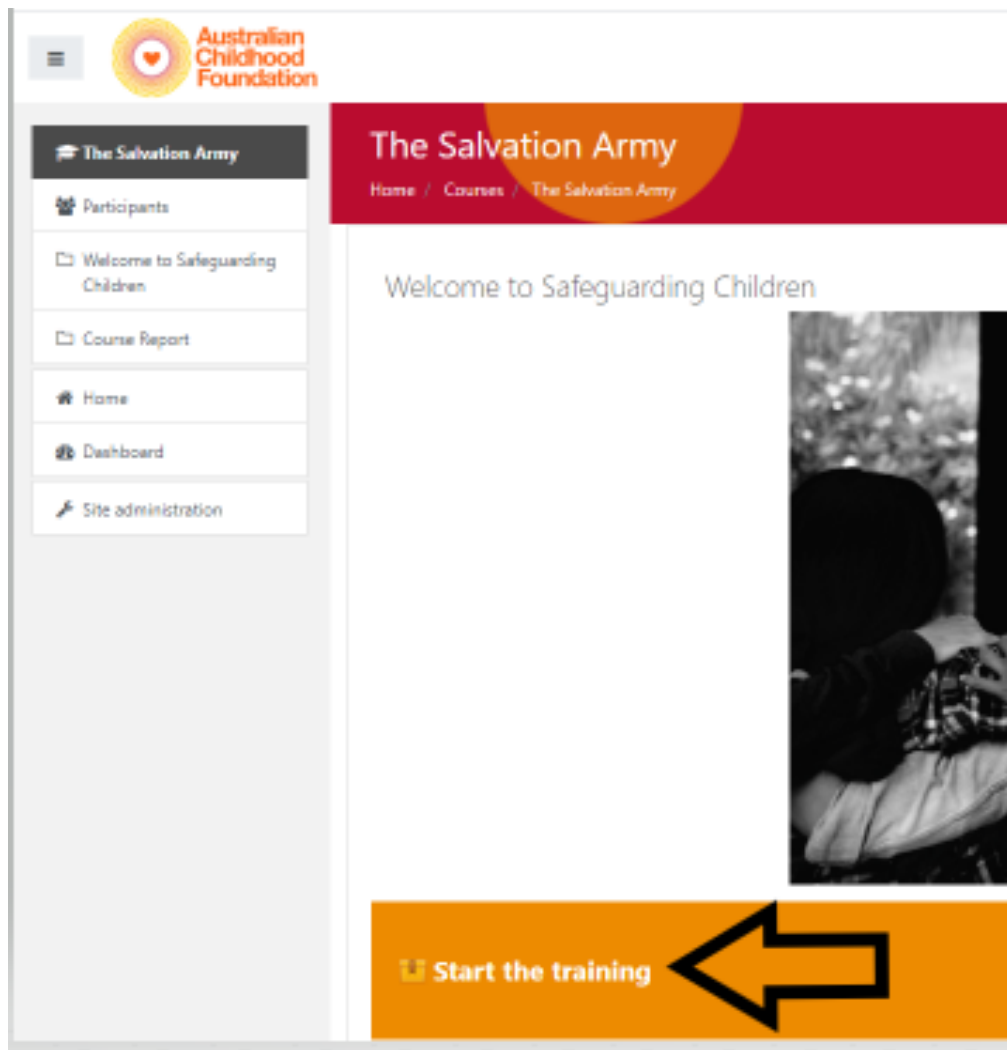 Australian
Childhood
Foundation
The Salvation Army
Participants
Welcome to Safeguarding
Children
Course Report
Home
Dashboard
Site administration
The Salvation Army
Home / Courses / The Salvation Army
Welcome to Safeguarding Children
Start the training